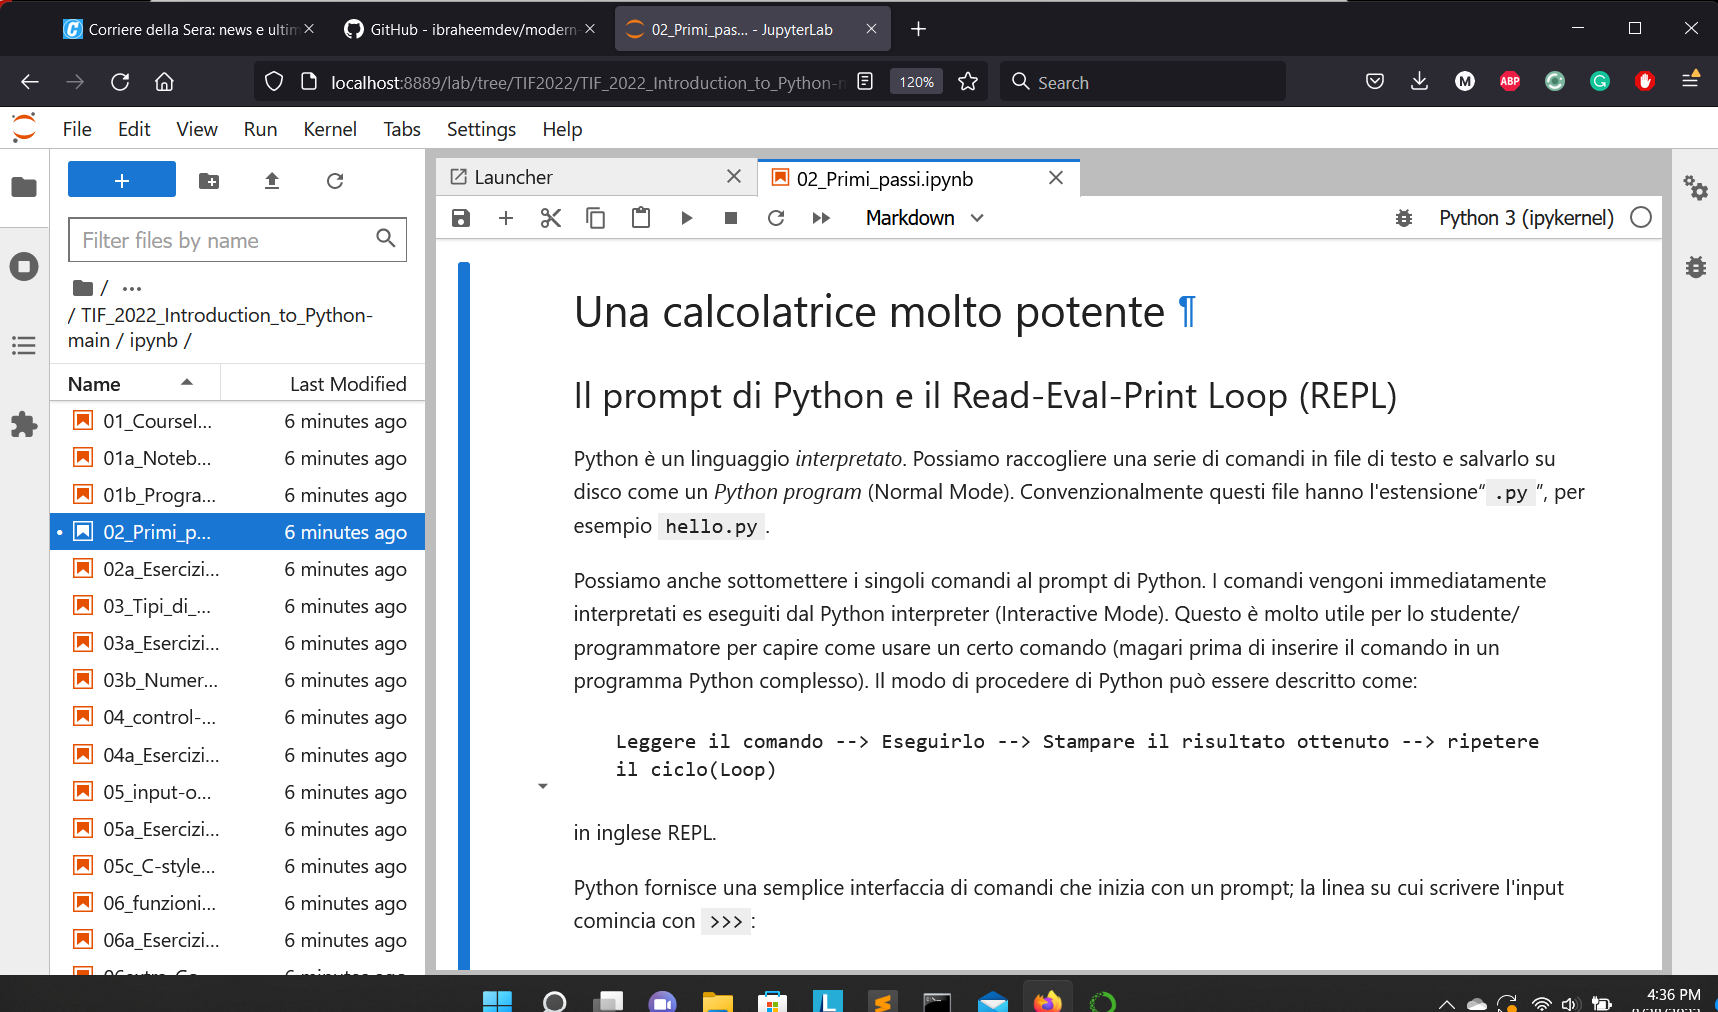 Corriere della Sera: news e ultim
GitHub - ibraheemdev/modern-
02_Primi_pas... - JupyterLab
localhost:8889/lab/tree/TIF2022/TIF_2022_Introduction_to_Python-m
120%
Search
M
ABP
File Edit View Run Kernel Tabs Settings Help
+
Filter files by name
/ ···
/ TIF_2022_Introduction_to_Python-
main / ipynb /
Name Last Modified
01_Coursel... 6 minutes ago
01a_Noteb... 6 minutes ago
01b_Progra... 6 minutes ago
02_Primi_p... 6 minutes ago
02a_Esercizi... 6 minutes ago
03_Tipi_di_... 6 minutes ago
03a_Esercizi... 6 minutes ago
03b_Numer... 6 minutes ago
04_control-... 6 minutes ago
04a_Esercizi... 6 minutes ago
05_input-o... 6 minutes ago
05a_Esercizi... 6 minutes ago
05c_C-style... 6 minutes ago
06_funzioni... 6 minutes ago
06a_Esercizi... 6 minutes ago
Launcher
02_Primi_passi.ipynb
Markdown
Python 3 (ipykernel)
Una calcolatrice molto potente ¶
Il prompt di Python e il Read-Eval-Print Loop (REPL)
Python è un linguaggio interpretato. Possiamo raccogliere una serie di comandi in file di testo e salvarlo su
disco come un Python program (Normal Mode). Convenzionalmente questi file hanno l'estensione“ .py ”, per
esempio hello.py .
Possiamo anche sottomettere i singoli comandi al prompt di Python. I comandi vengoni immediatamente
interpretati es eseguiti dal Python interpreter (Interactive Mode). Questo è molto utile per lo studente/
programmatore per capire come usare un certo comando (magari prima di inserire il comando in un
programma Python complesso). Il modo di procedere di Python può essere descritto come:
Leggere il comando --> Eseguirlo --> Stampare il risultato ottenuto --> ripetere
il ciclo(Loop)
in inglese REPL.
Python fornisce una semplice interfaccia di comandi che inizia con un prompt; la linea su cui scrivere l'input
comincia con >>> :
4:36 PM